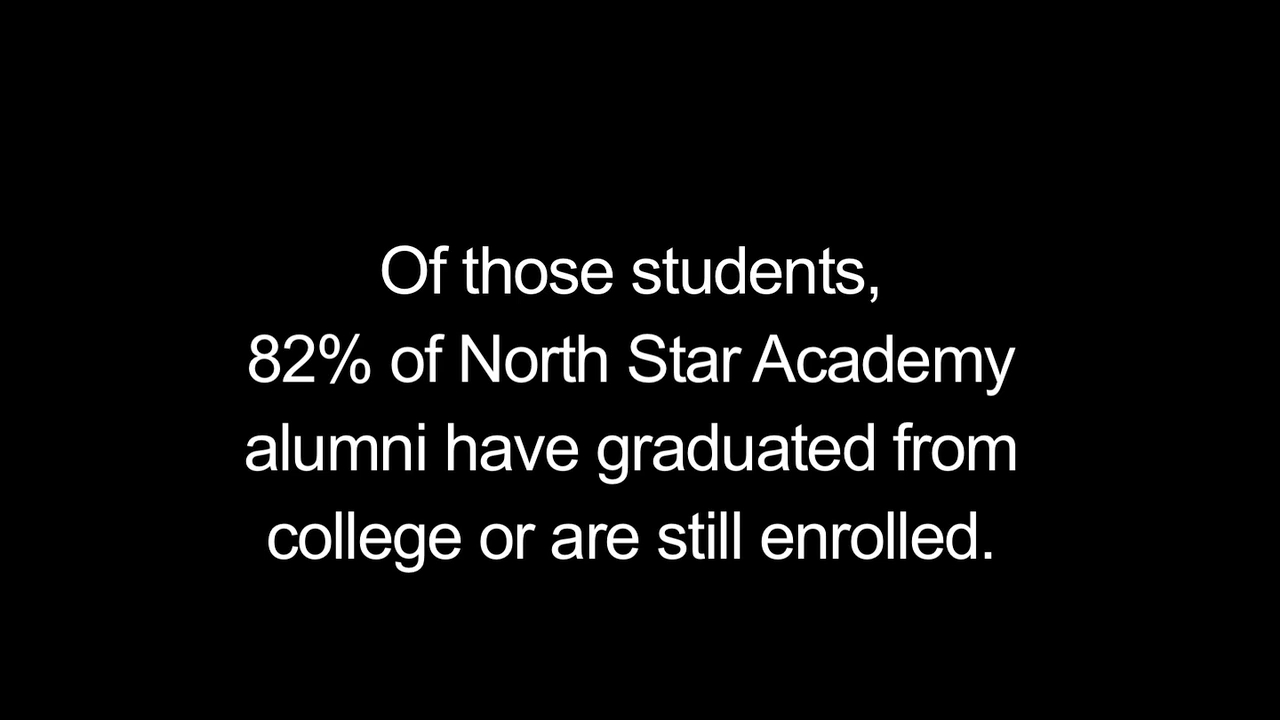 Of those students,
82% of North Star Academy
alumni have graduated from
college or are still enrolled.